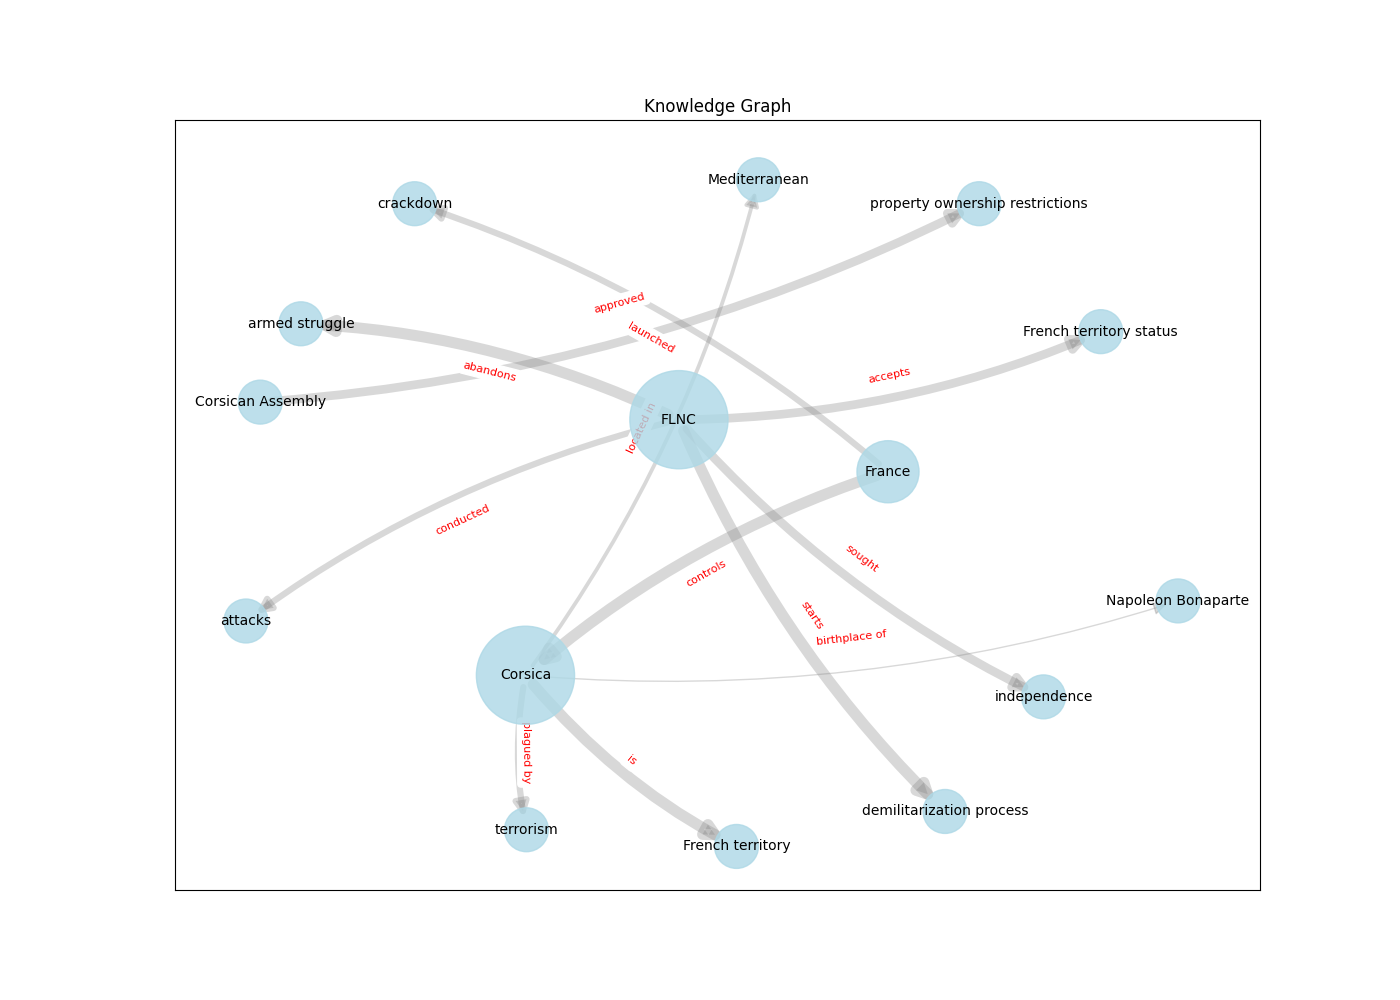 Knowledge Graph
Mediterranean
crackdown
property ownership restrictions
approved
armed struggle
launched
French territory status
abandons
accepts
Corsican Assembly
FLNC
located in
France
conducted
sought
controls
attacks
Napoleon Bonaparte
starts
birthplace of
Corsica
independence
plagued by
is
demilitarization process
terrorism
French territory